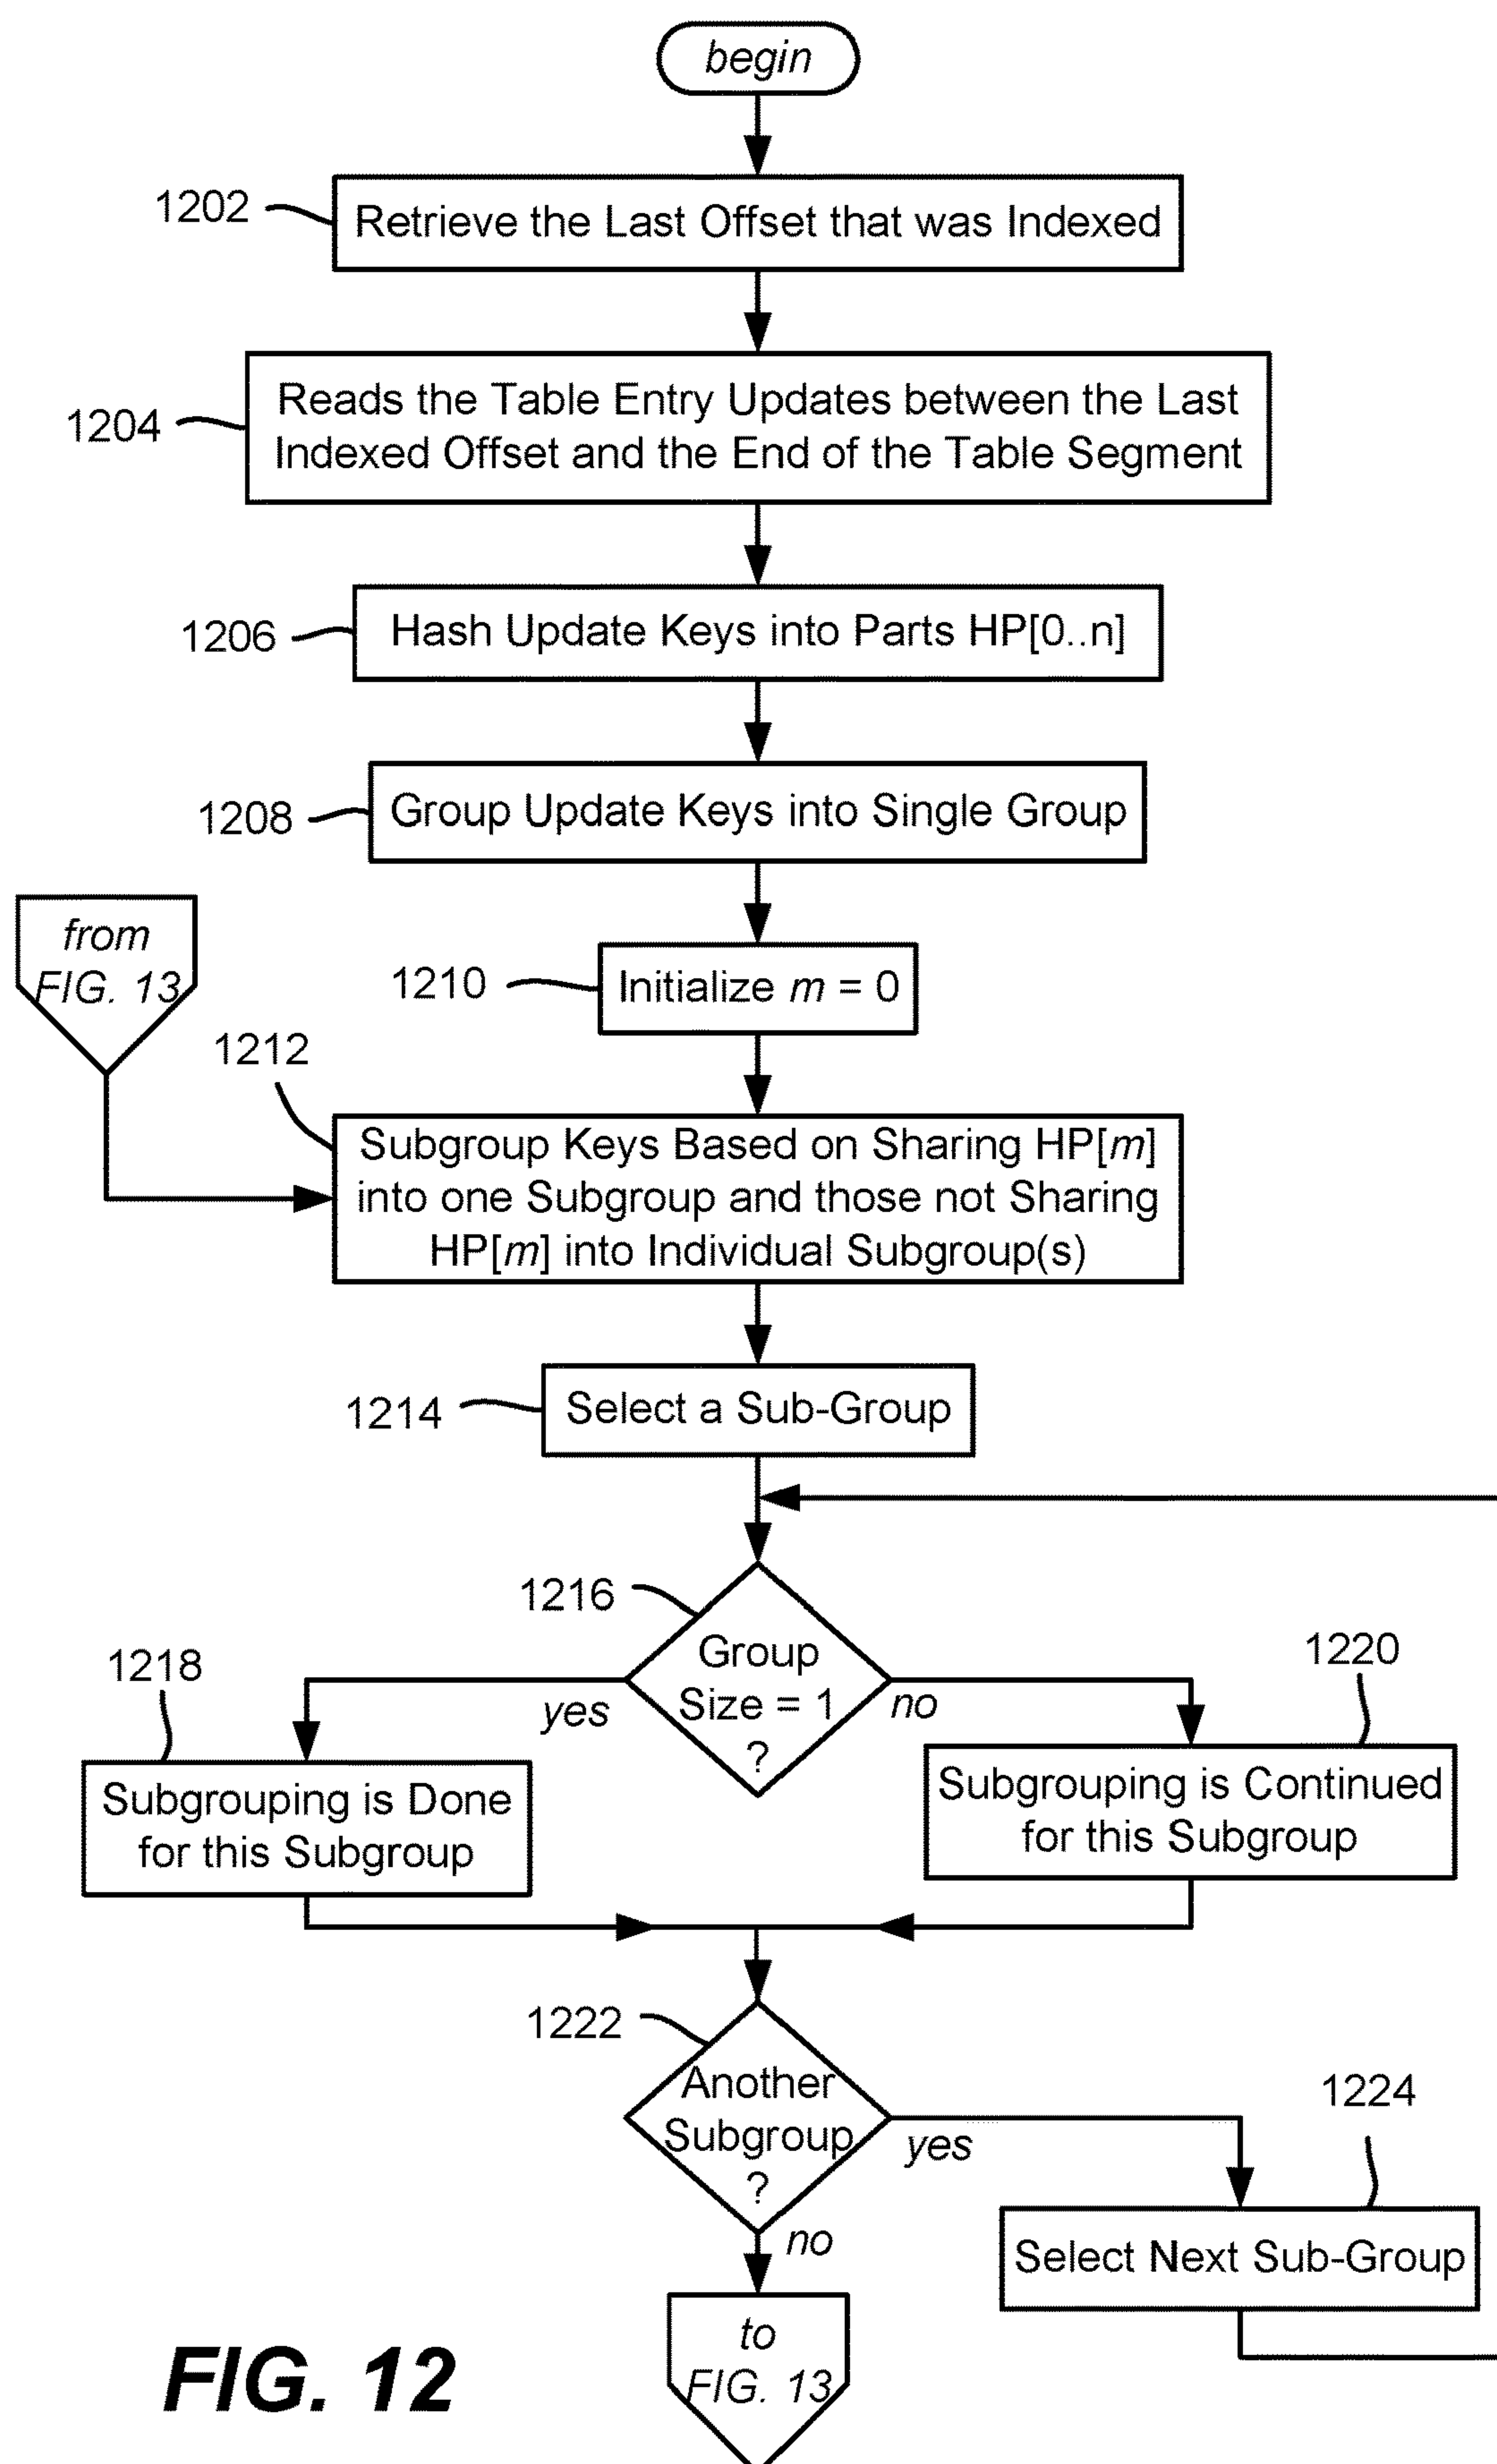 begin
1202
Retrieve the Last Offset that was Indexed
1204
Reads the Table Entry Updates between the Last
Indexed Offset and the End of the Table Segment
1206
Hash Update Keys into Parts HP[0..n]
1208
Group Update Keys into Single Group
from
FIG. 13
1210
Initialize m = 0
1212
Subgroup Keys Based on Sharing HP[m]
into one Subgroup and those not Sharing
HP[m] into Individual Subgroup(s)
1214
Select a Sub-Group
1216
Group
Size = 1
?
yes
no
1218
Subgrouping is Done
for this Subgroup
1220
Subgrouping is Continued
for this Subgroup
1222
Another
Subgroup
?
yes
no
1224
Select Next Sub-Group
to
FIG. 13
FIG. 12